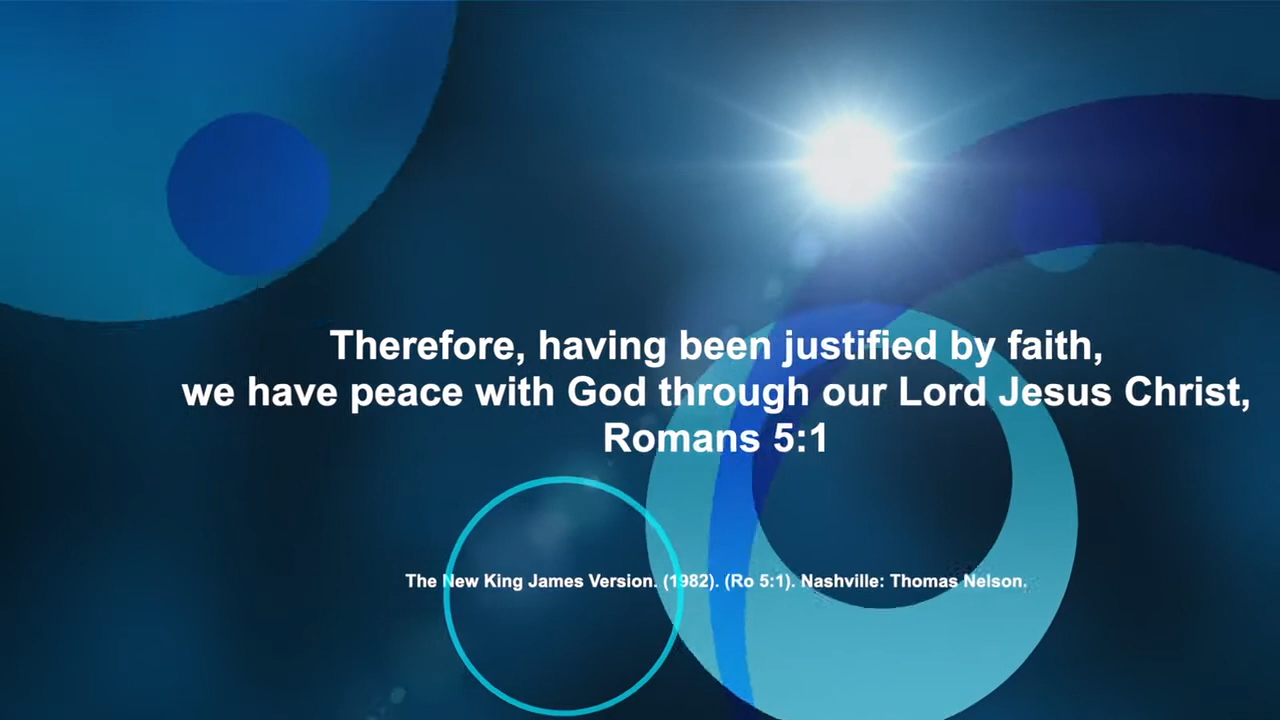 Therefore, having been justified by faith,
we have peace with God through our Lord Jesus Christ,
Romans 5:1
The New King James Version. (1982). (Ro 5:1). Nashville: Thomas Nelson.